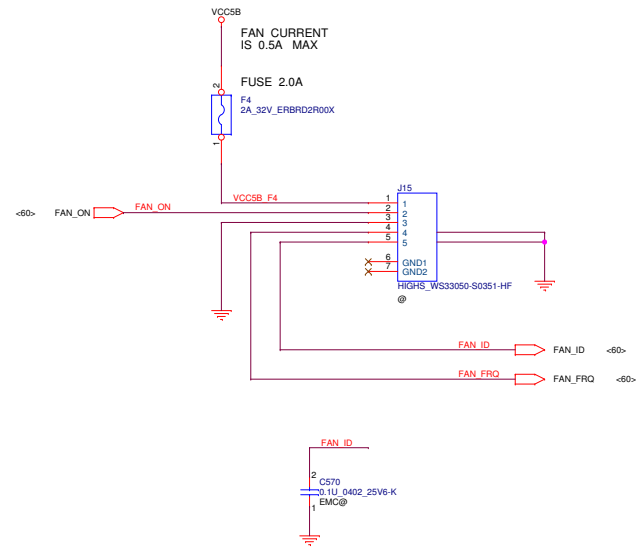 VCC5B
FAN CURRENT
IS 0.5A MAX
2
FUSE 2.0A
F4
2A_32V_ERBRD2R00X
1
VCC5B_F4
J15
<60> FAN_ON FAN_ON
1 1
2 2
3 3
4 4
5 5
6 GND1
7 GND2
HIGHS_WS33050-S0351-HF
@
FAN_ID FAN_ID <60>
FAN_FRQ FAN_FRQ <60>
FAN_ID
2
C570
0.1U_0402_25V6-K
EMC@
1